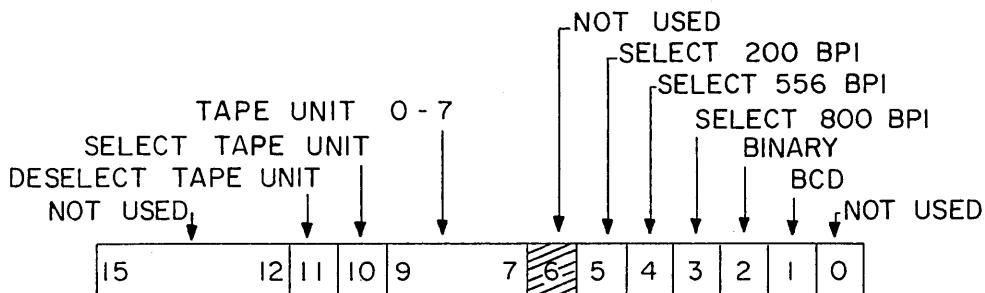 NOT USED
SELECT 200 BPI
SELECT 556 BPI
TAPE UNIT 0-7
SELECT 800 BPI
SELECT TAPE UNIT
BINARY
DESELECT TAPE UNIT
BCD
NOT USED
NOT USED
15 12 11 10 9 7 6 5 4 3 2 1 0